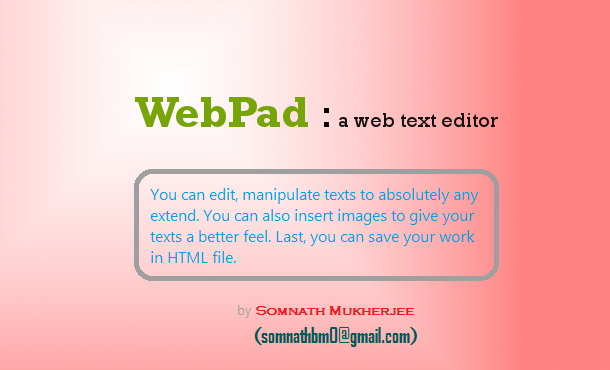 WebPad : a web text editor
You can edit, manipulate texts to absolutely any
extend. You can also insert images to give your
texts a better feel. Last, you can save your work
in HTML file.
by Somnath Mukherjee
(somnathbm0@gmail.com)